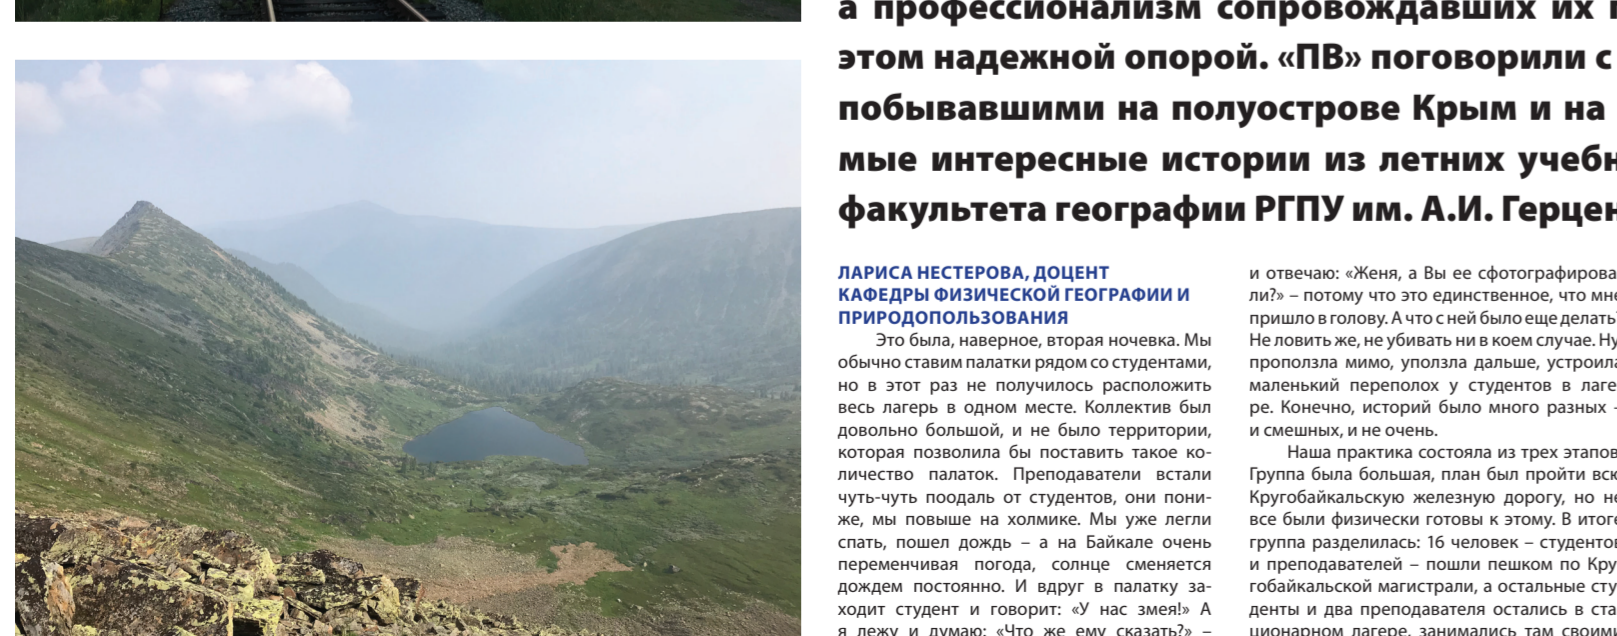 а профессионализм сопровождавших их
этом надежной опорой. «ПВ» поговорили с
побывавшими на полуострове Крым и на
мые интересные истории из летних учебн
факультета географии РГПУ им. А.И. Герцен
ЛАРИСА НЕСТЕРОВА, ДОЦЕНТ
КАФЕДРЫ ФИЗИЧЕСКОЙ ГЕОГРАФИИ И
ПРИРОДОПОЛЬЗОВАНИЯ
Это была, наверное, вторая ночевка. Мы
обычно ставим палатки рядом со студентами,
но в этот раз не получилось расположить
весь лагерь в одном месте. Коллектив был
довольно большой, и не было территории,
которая позволила бы поставить такое ко-
личество палаток. Преподаватели встали
чуть-чуть поодаль от студентов, они пони-
же, мы повыше на холмике. Мы уже легли
спать, пошел дождь – а на Байкале очень
переменчивая погода, солнце сменяется
дождем постоянно. И вдруг в палатку за-
ходит студент и говорит: «У нас змея!» А
я лежу и думаю: «Что же ему сказать?» –
и отвечаю: «Женя, а Вы ее сфотографирова
ли?» – потому что это единственное, что мне
пришло в голову. А что с ней было еще делать?
Не ловить же, не убивать ни в коем случае. Ну
проползла мимо, уползла дальше, устроила
маленький переполох у студентов в лаге
ре. Конечно, историй было много разных –
и смешных, и не очень.
Наша практика состояла из трех этапов
Группа была большая, план был пройти всю
Кругобайкальскую железную дорогу, но не
все были физически готовы к этому. В итоге
группа разделилась: 16 человек – студентов
и преподавателей – пошли пешком по Кру
гобайкальской магистрали, а остальные сту
денты и два преподавателя остались в ста
ционарном лагере, занимались там своими